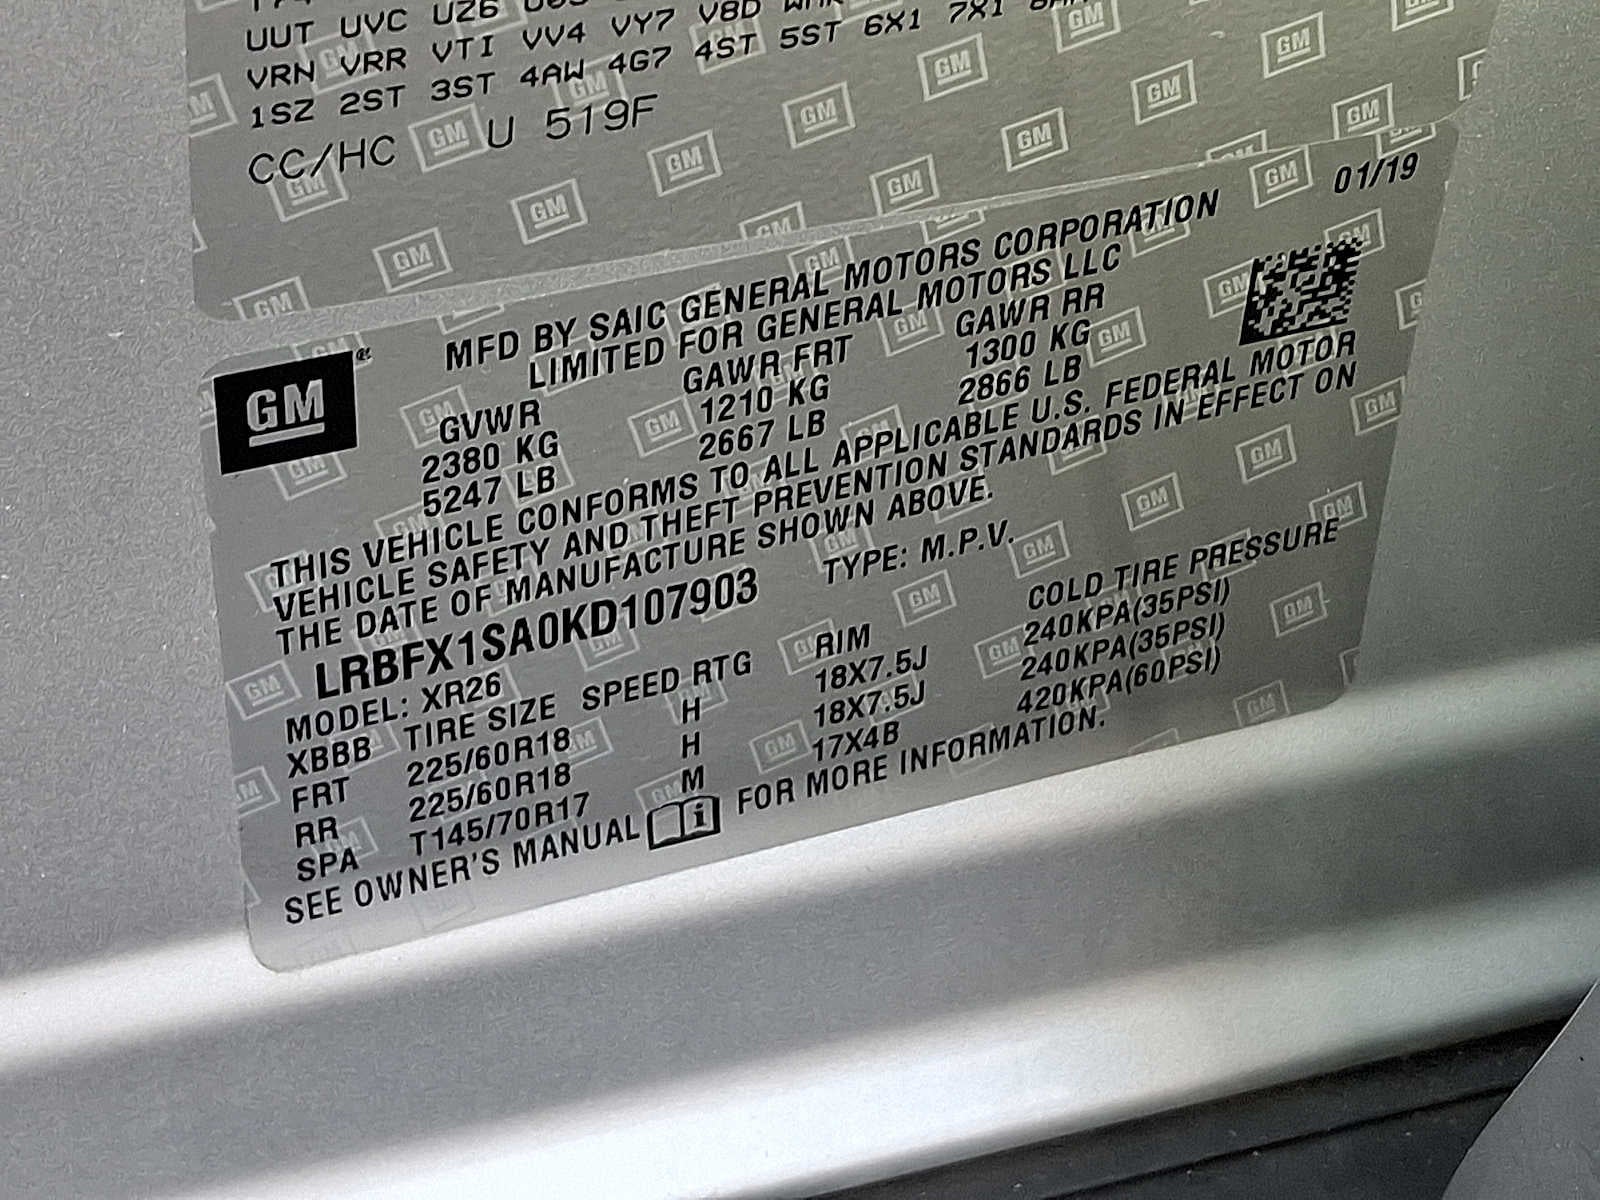 UUT UVC UZ6
VRN VRR VTI VV4 VY7 V8D
1SZ 2ST 3ST 4AW 4G7 4ST 5ST 6X1 7X1
CC/HC U 519F
01/19
GM
MFD BY SAIC GENERAL MOTORS CORPORATION
LIMITED FOR GENERAL MOTORS LLC
GVWR GAWR FRT GAWR RR
2380 KG 1210 KG 1300 KG
5247 LB 2667 LB 2866 LB
THIS VEHICLE CONFORMS TO ALL APPLICABLE U.S. FEDERAL MOTOR
VEHICLE SAFETY AND THEFT PREVENTION STANDARDS IN EFFECT ON
THE DATE OF MANUFACTURE SHOWN ABOVE.
LRBFX1SA0KD107903 TYPE: M.P.V.
MODEL: XR26
XBBB TIRE SIZE SPEED RTG RIM COLD TIRE PRESSURE
FRT 225/60R18 H 18X7.5J 240KPA(35PSI)
RR 225/60R18 H 18X7.5J 240KPA(35PSI)
SPA T145/70R17 M 17X4B 420KPA(60PSI)
SEE OWNER'S MANUAL FOR MORE INFORMATION.